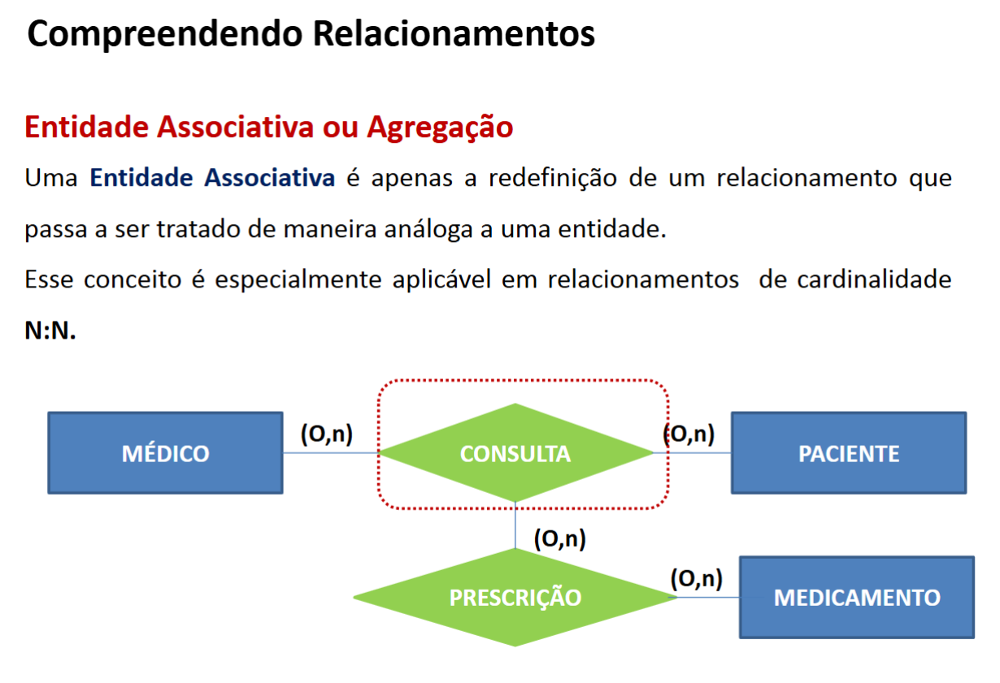 Compreendendo Relacionamentos
Entidade Associativa ou Agregação
Uma Entidade Associativa é apenas a redefinição de um relacionamento que
passa a ser tratado de maneira análoga a uma entidade.
Esse conceito é especialmente aplicável em relacionamentos de cardinalidade
N:N.
MÉDICO (O,n) CONSULTA (O,n) PACIENTE
(O,n)
PRESCRIÇÃO (O,n) MEDICAMENTO